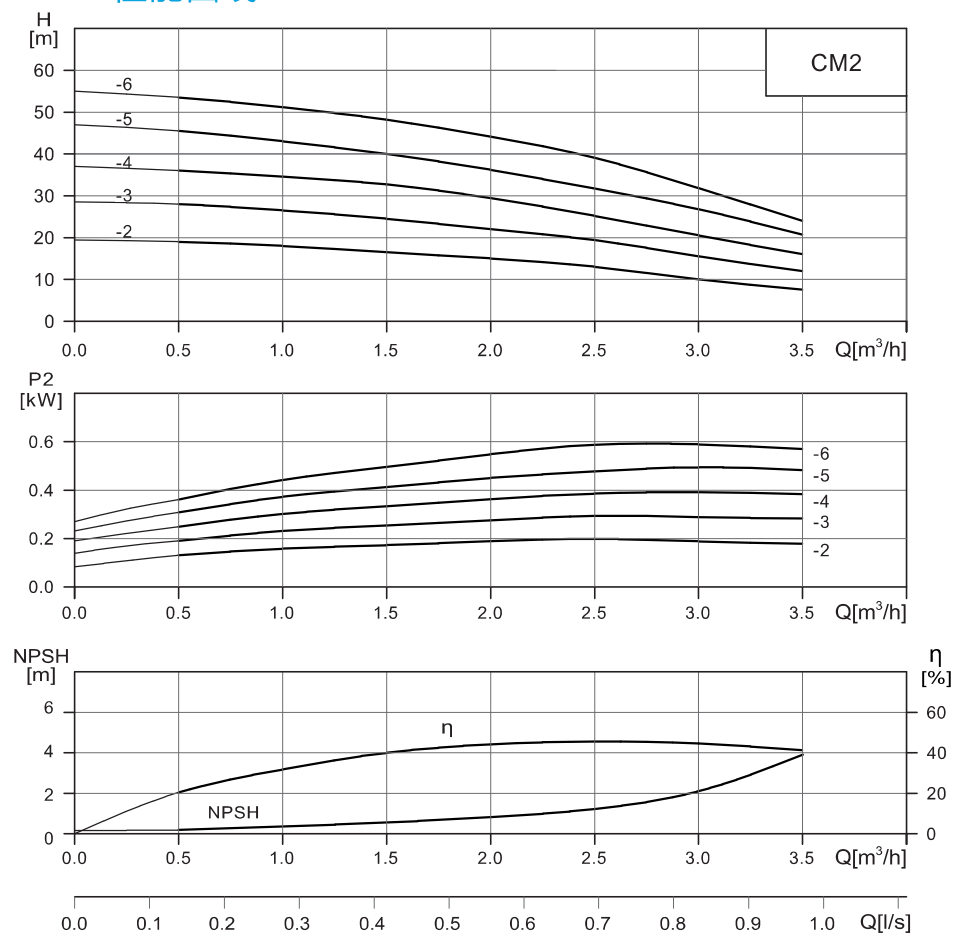 H
[m]
CM2
60
-6
50
-5
40
-4
30
-3
20
-2
10
0
0.0 0.5 1.0 1.5 2.0 2.5 3.0 3.5 Q[m³/h]
P2
[kW]
0.6
-6
-5
0.4
-4
-3
0.2
-2
0.0
0.0 0.5 1.0 1.5 2.0 2.5 3.0 3.5 Q[m³/h]
NPSH η
[m] [%]
6 60
η
4 40
2 20
NPSH
0 0
0.0 0.5 1.0 1.5 2.0 2.5 3.0 3.5 Q[m³/h]
0.0 0.1 0.2 0.3 0.4 0.5 0.6 0.7 0.8 0.9 1.0 Q[l/s]